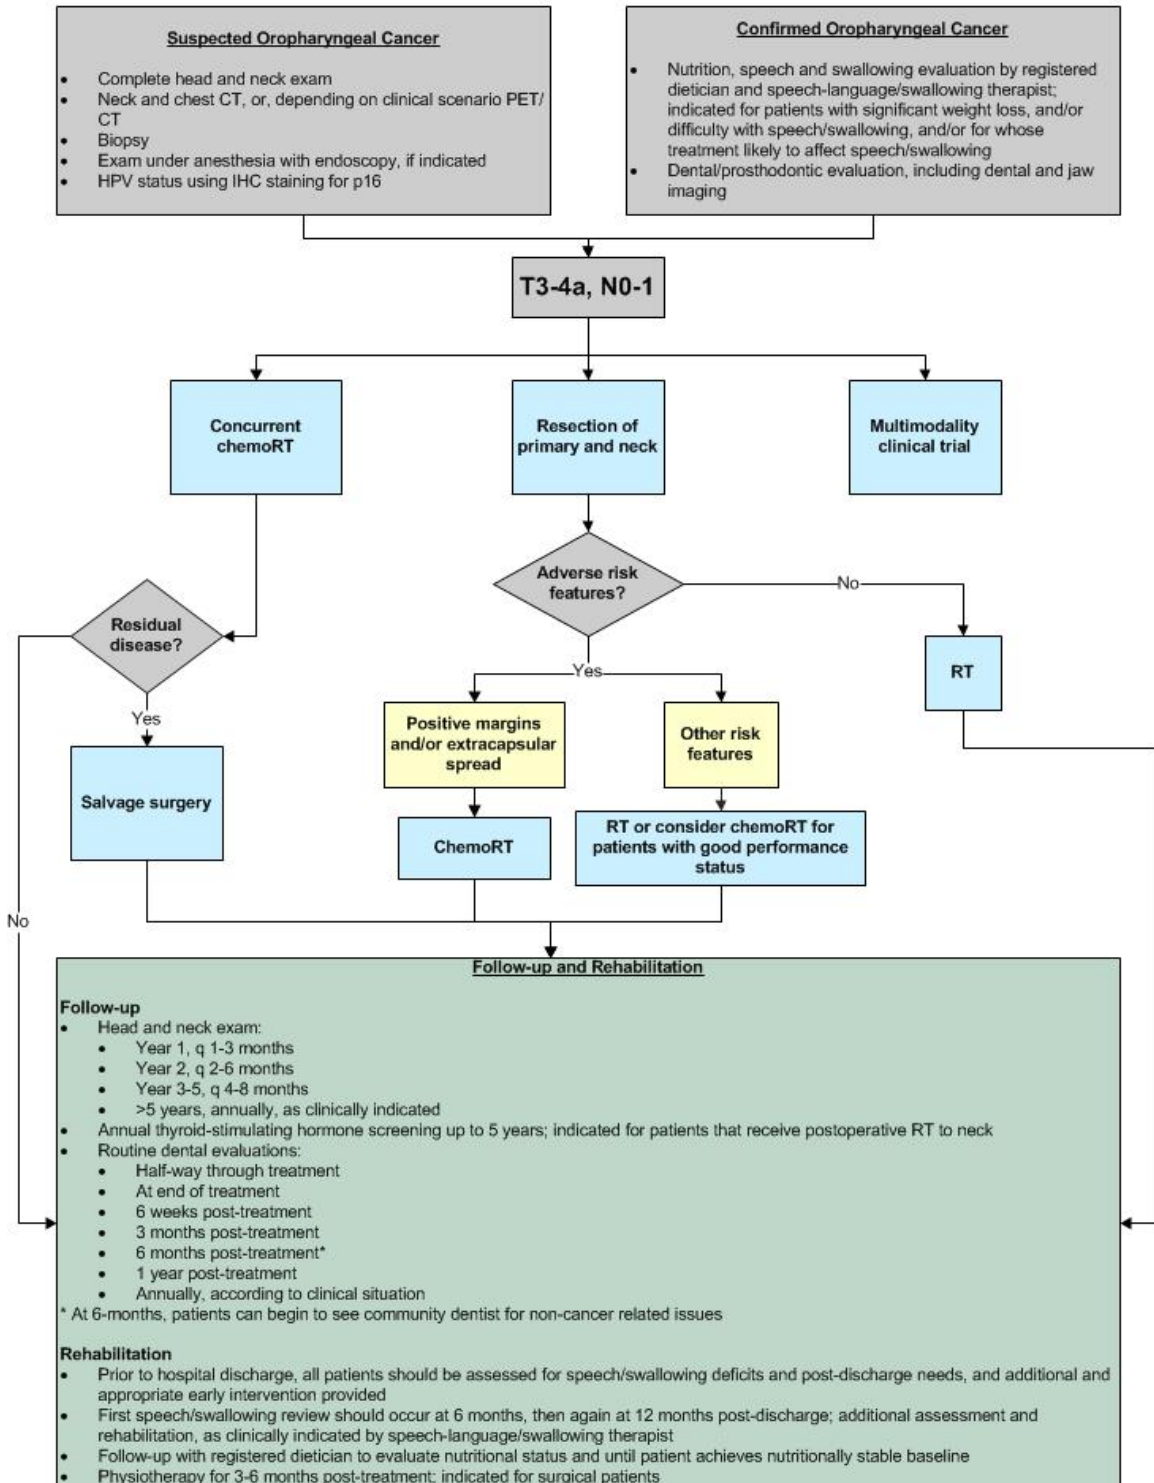 Suspected Oropharyngeal Cancer
• Complete head and neck exam
• Neck and chest CT, or, depending on clinical scenario PET/
CT
• Biopsy
• Exam under anesthesia with endoscopy, if indicated
• HPV status using IHC staining for p16
Confirmed Oropharyngeal Cancer
• Nutrition, speech and swallowing evaluation by registered
dietician and speech-language/swallowing therapist;
indicated for patients with significant weight loss, and/or
difficulty with speech/swallowing, and/or for whose
treatment likely to affect speech/swallowing
• Dental/prosthodontic evaluation, including dental and jaw
imaging
T3-4a, N0-1
Concurrent
chemoRT
Resection of
primary and neck
Multimodality
clinical trial
Adverse risk
features?
No
Residual
disease?
RT
Yes
Yes
Positive margins
and/or extracapsular
spread
Other risk
features
Salvage surgery
ChemoRT
RT or consider chemoRT for
patients with good performance
status
No
Follow-up and Rehabilitation
Follow-up
• Head and neck exam:
• Year 1, q 1-3 months
• Year 2, q 2-6 months
• Year 3-5, q 4-8 months
• >5 years, annually, as clinically indicated
• Annual thyroid-stimulating hormone screening up to 5 years; indicated for patients that receive postoperative RT to neck
• Routine dental evaluations:
• Half-way through treatment
• At end of treatment
• 6 weeks post-treatment
• 3 months post-treatment
• 6 months post-treatment*
• 1 year post-treatment
• Annually, according to clinical situation
* At 6-months, patients can begin to see community dentist for non-cancer related issues
Rehabilitation
• Prior to hospital discharge, all patients should be assessed for speech/swallowing deficits and post-discharge needs, and additional and
appropriate early intervention provided
• First speech/swallowing review should occur at 6 months, then again at 12 months post-discharge; additional assessment and
rehabilitation, as clinically indicated by speech-language/swallowing therapist
• Follow-up with registered dietician to evaluate nutritional status and until patient achieves nutritionally stable baseline
• Physiotherapy for 3-6 months post-treatment; indicated for surgical patients